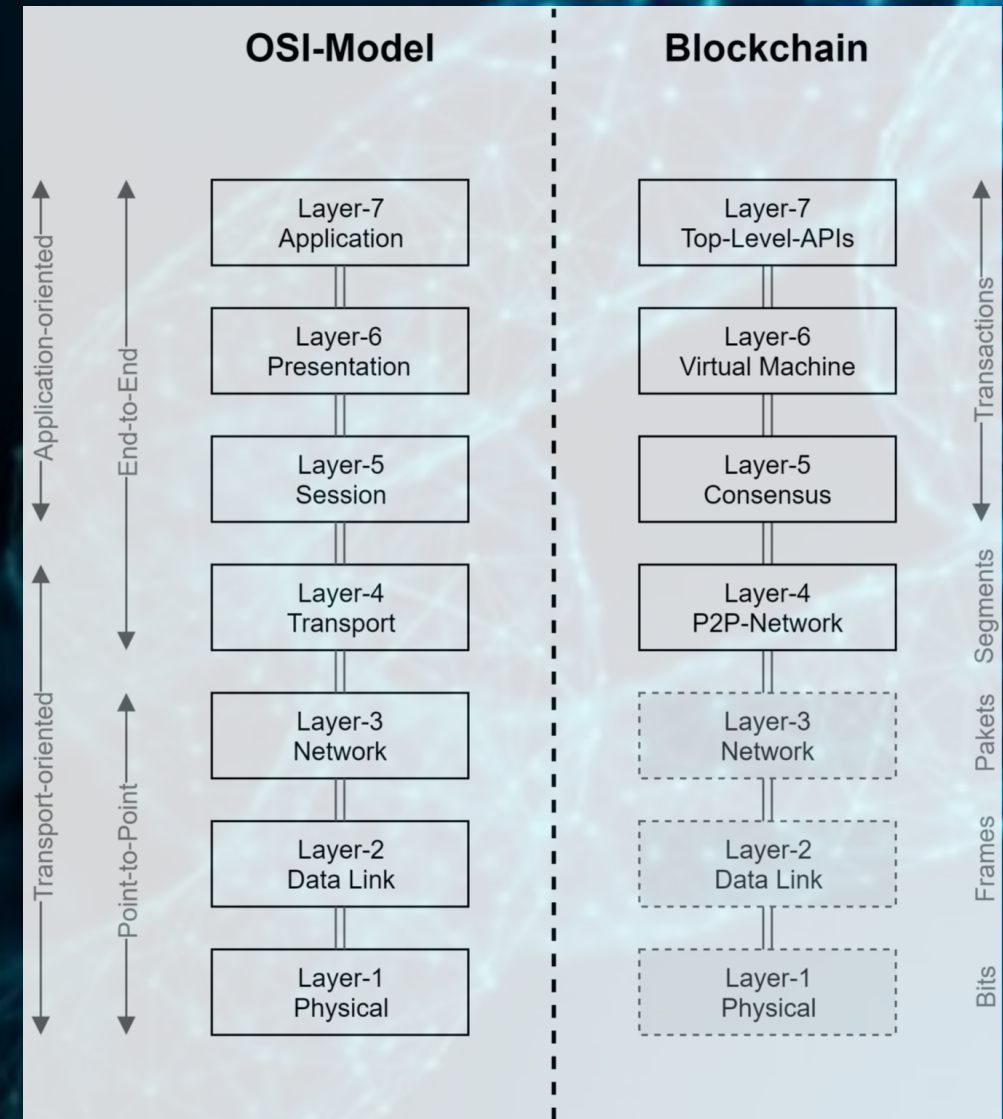 OSI-Model
Blockchain
Application-oriented
End-to-End
Transport-oriented
Point-to-Point
Layer-7
Application
Layer-6
Presentation
Layer-5
Session
Layer-4
Transport
Layer-3
Network
Layer-2
Data Link
Layer-1
Physical
Layer-7
Top-Level-APIs
Layer-6
Virtual Machine
Layer-5
Consensus
Layer-4
P2P-Network
Layer-3
Network
Layer-2
Data Link
Layer-1
Physical
Transactions
Segments
Pakets
Frames
Bits